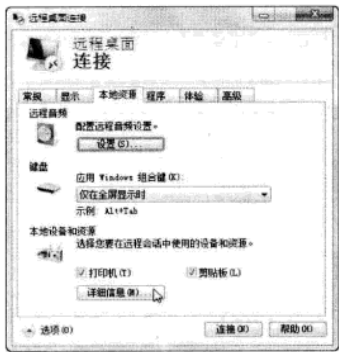 远程桌面连接
远程桌面
连接
常规 显示 本地资源 程序 体验 高级
远程音频
配置远程音频设置。
设置(S)...
键盘
应用 Windows 组合键(K):
仅在全屏显示时
示例: Alt+Tab
本地设备和资源
选择您要在远程会话中使用的设备和资源。
打印机(T) 剪贴板(L)
详细信息(M)...
选项(O) 连接(N) 帮助(H)